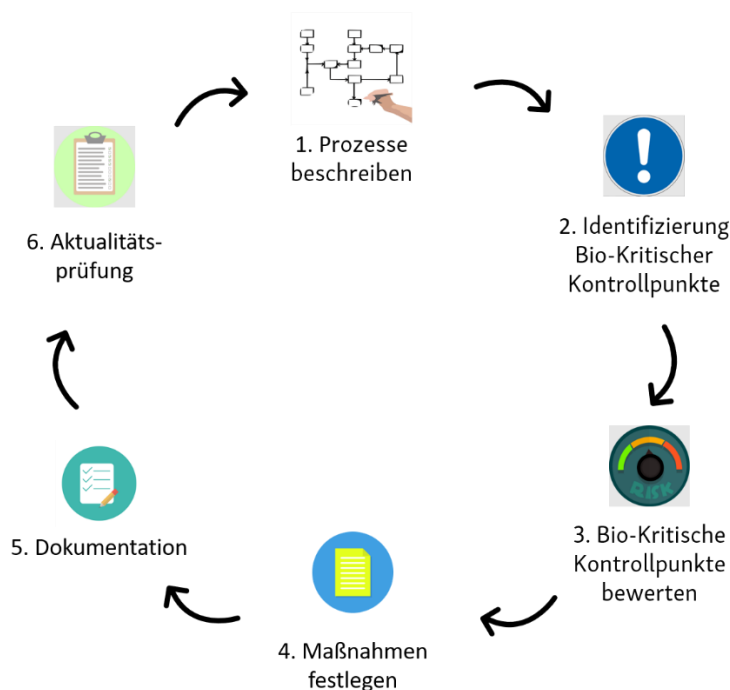 1. Prozesse
beschreiben
2. Identifizierung
Bio-Kritischer
Kontrollpunkte
RISK
3. Bio-Kritische
Kontrollpunkte
bewerten
4. Maßnahmen
festlegen
5. Dokumentation
6. Aktualitäts-
prüfung